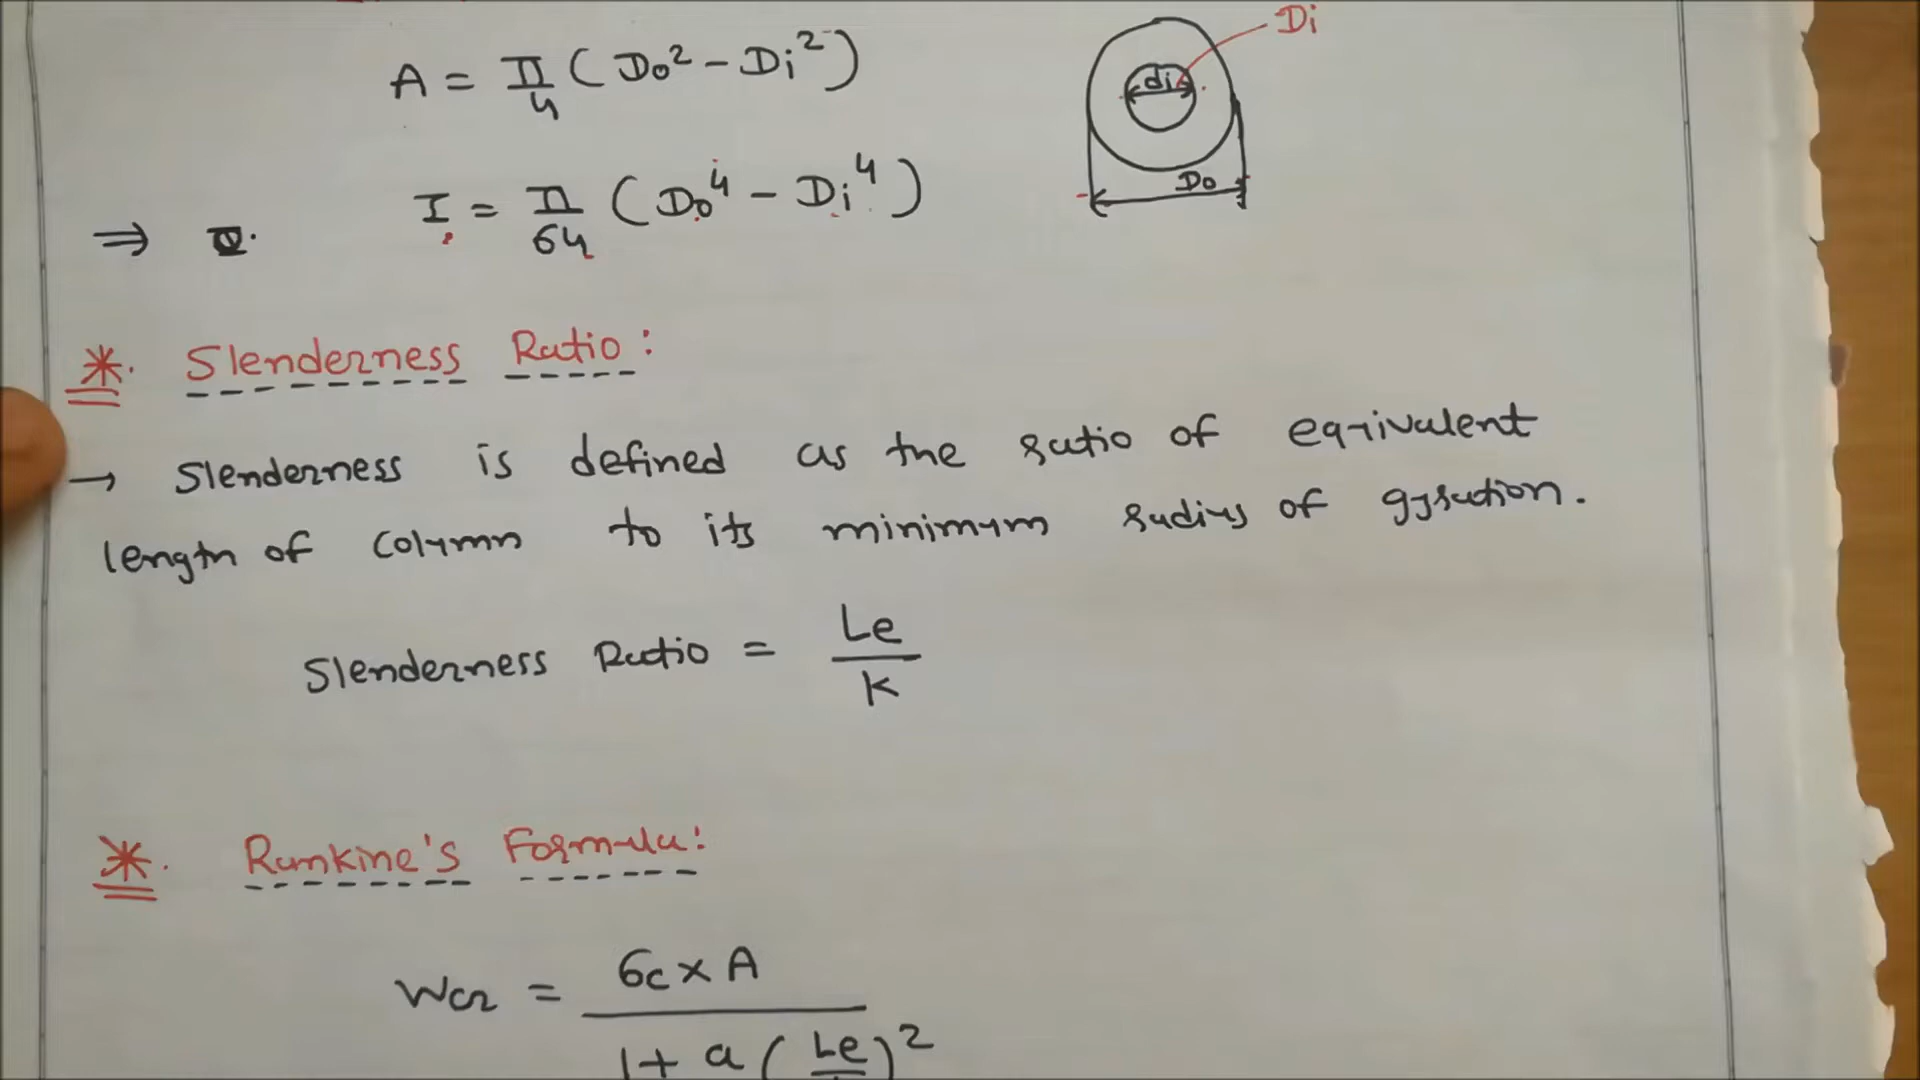 A = π/4 (Do² - Di²)
Di
di
Do
I = π/64 (Do⁴ - Di⁴)
⇒
*. Slenderness Ratio:
→ Slenderness is defined as the ratio of equivalent
length of column to its minimum radius of gyration.
Slenderness Ratio = Le/K
*. Rankine's Formula:
Wcr = σc × A
1 + a (Le)²